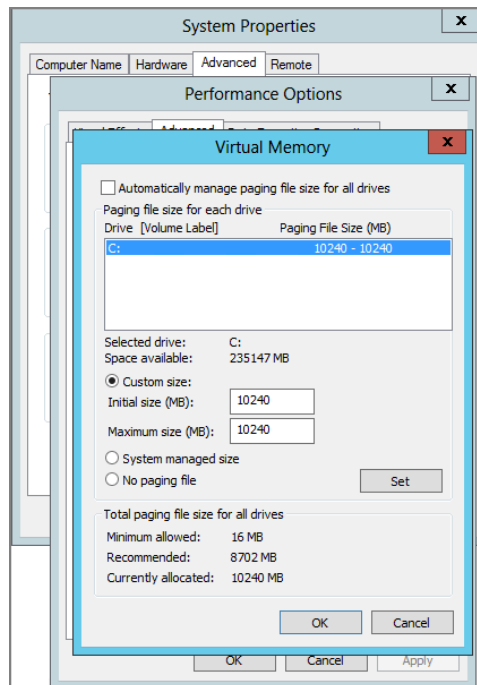 System Properties
x
Computer Name Hardware Advanced Remote
Performance Options
x
Advanced
Virtual Memory
x
Automatically manage paging file size for all drives
Paging file size for each drive
Drive [Volume Label] Paging File Size (MB)
C: 10240 - 10240
Selected drive: C:
Space available: 235147 MB
Custom size:
Initial size (MB): 10240
Maximum size (MB): 10240
System managed size
No paging file
Set
Total paging file size for all drives
Minimum allowed: 16 MB
Recommended: 8702 MB
Currently allocated: 10240 MB
OK Cancel
OK Cancel Apply